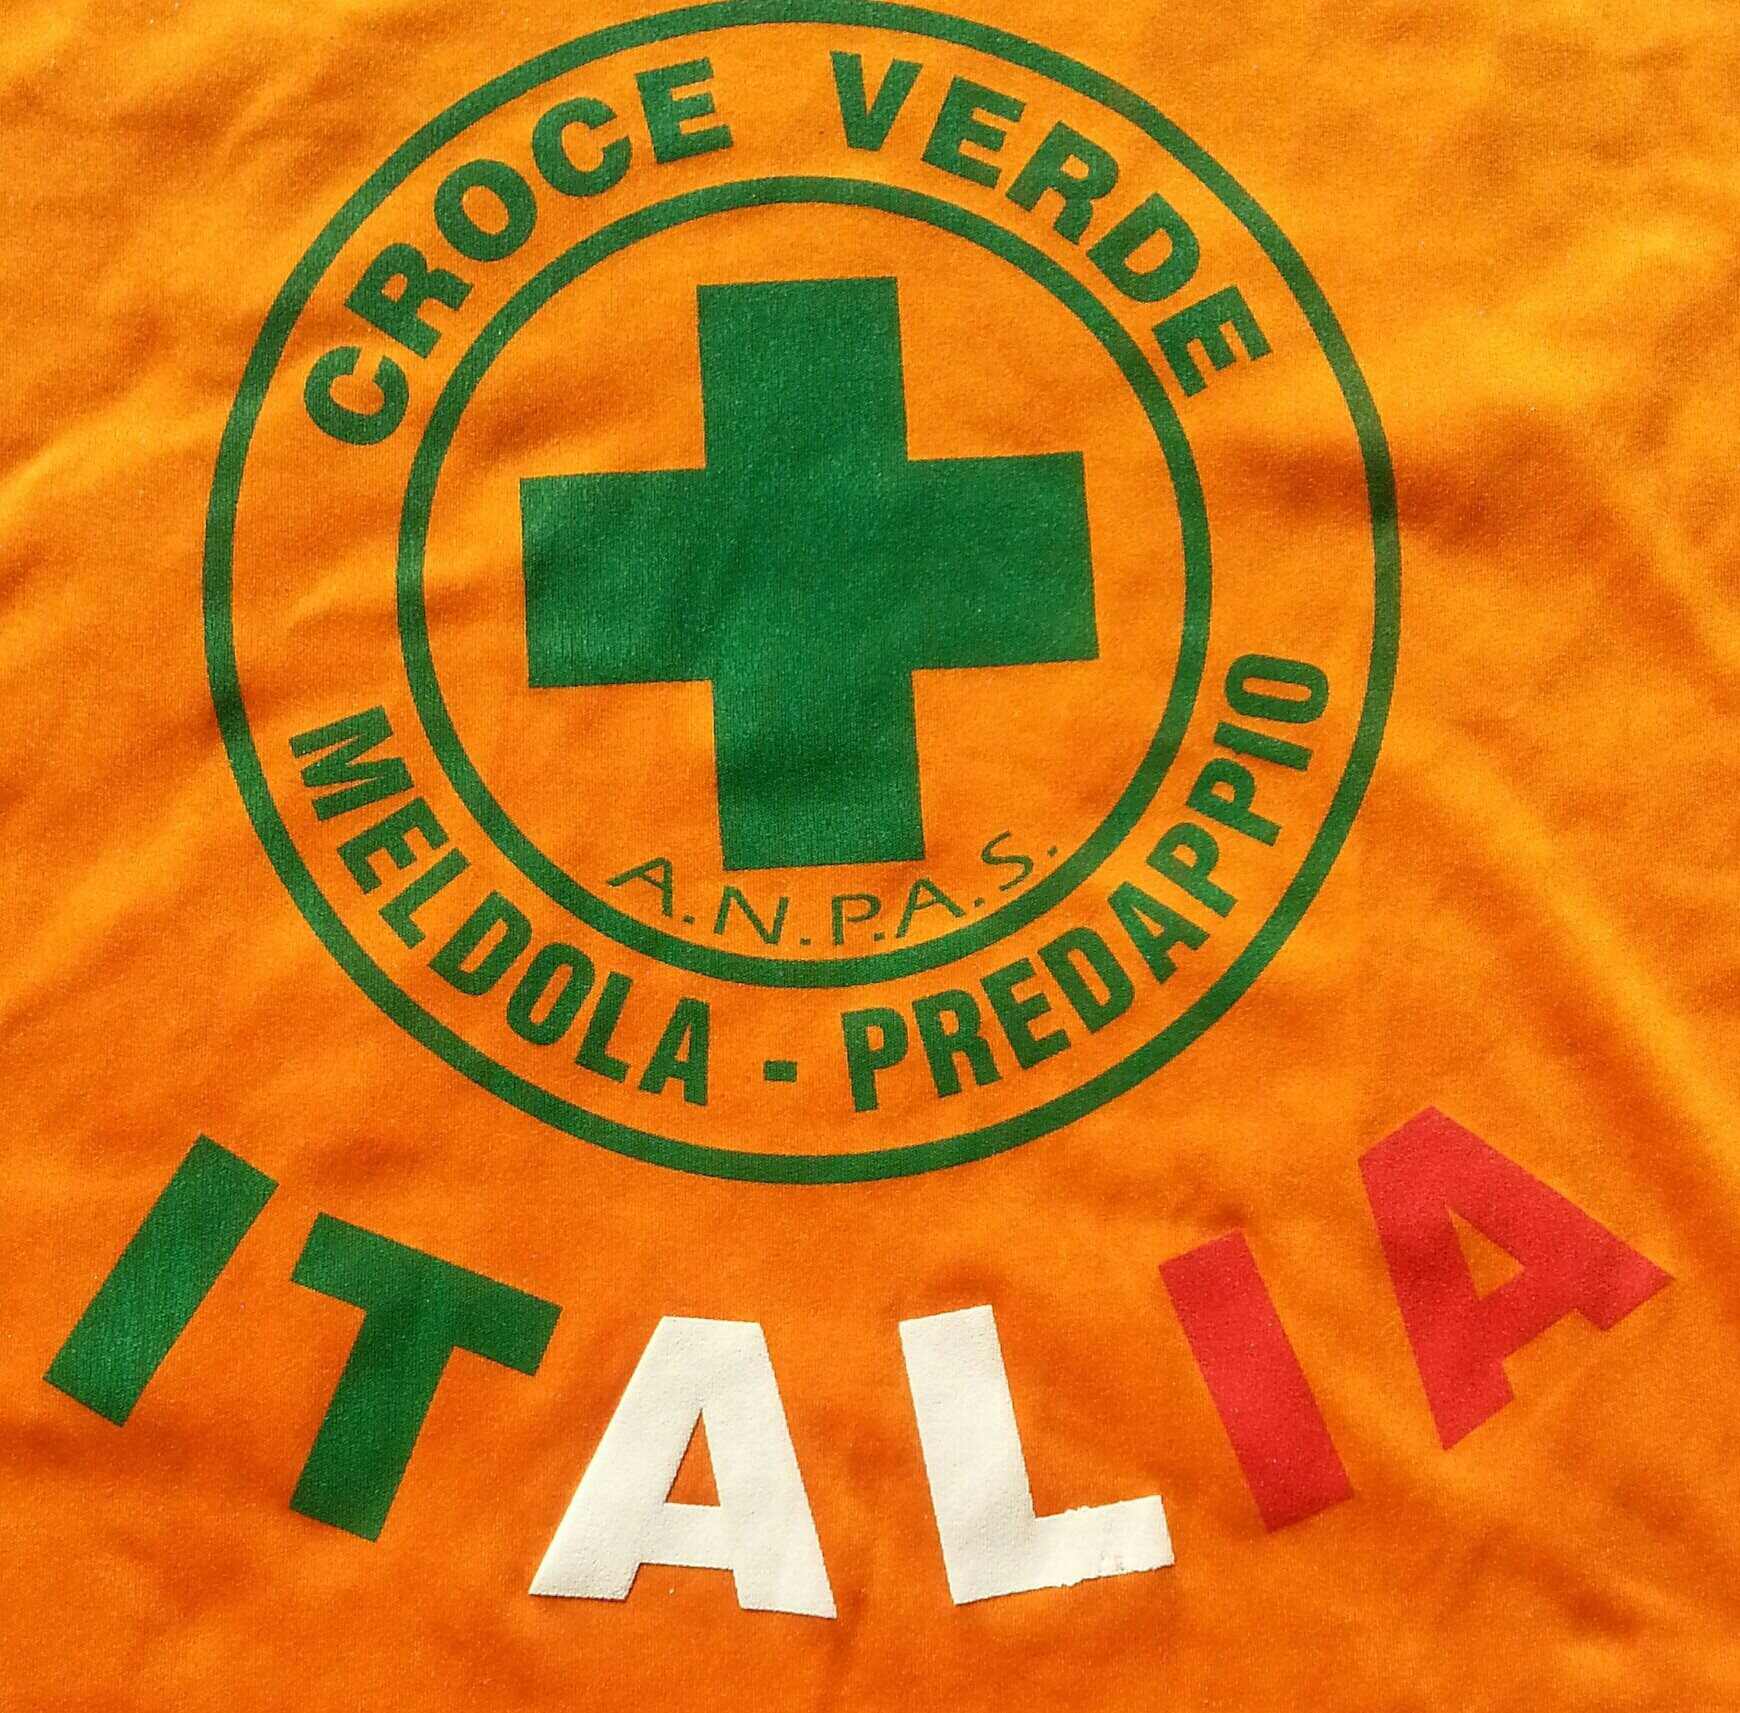 CROCE VERDE
A.N.P.A.S.
MELDOLA - PREDAPPIO
ITALIA